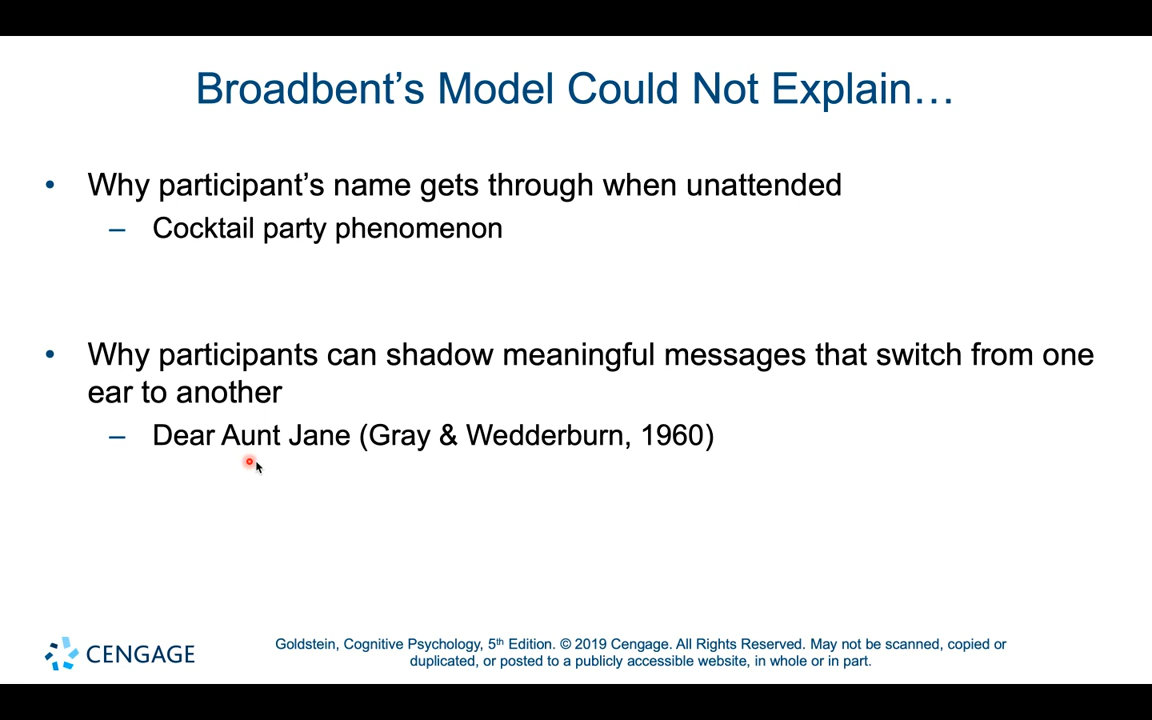 Broadbent’s Model Could Not Explain…
• Why participant’s name gets through when unattended
– Cocktail party phenomenon
• Why participants can shadow meaningful messages that switch from one
ear to another
– Dear Aunt Jane (Gray & Wedderburn, 1960)
CENGAGE
Goldstein, Cognitive Psychology, 5th Edition. © 2019 Cengage. All Rights Reserved. May not be scanned, copied or
duplicated, or posted to a publicly accessible website, in whole or in part.